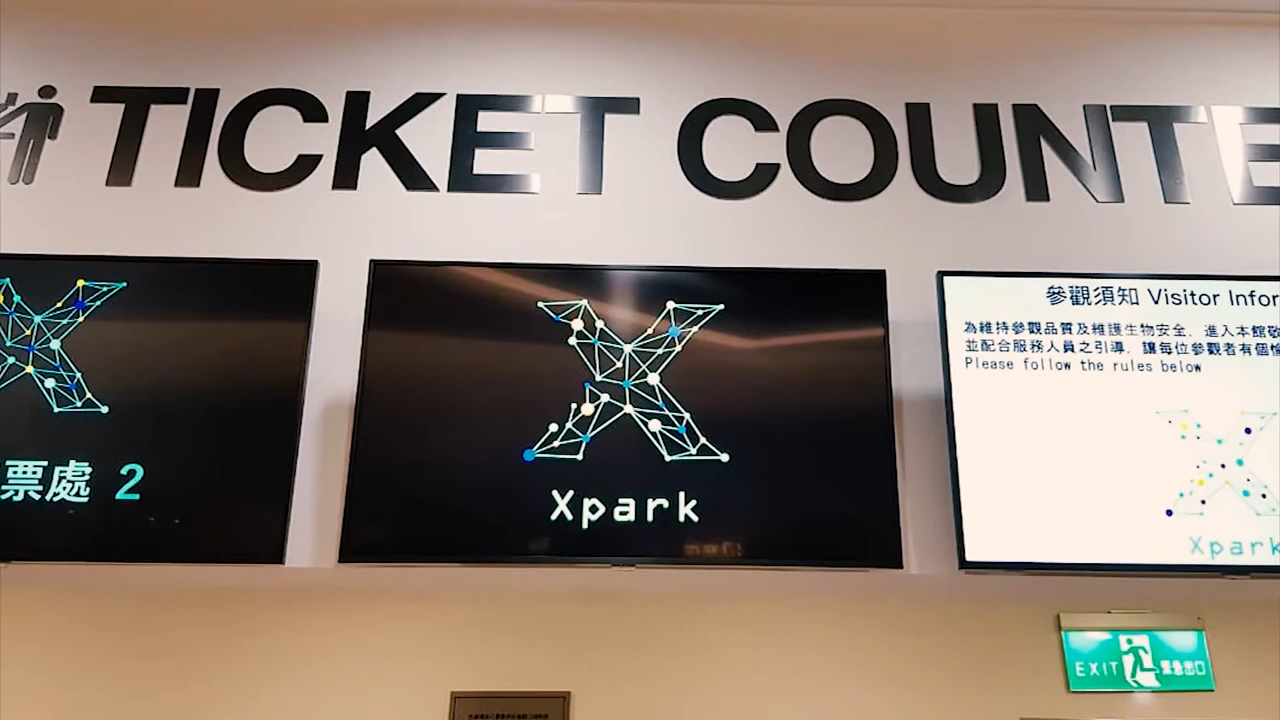 TICKET COUNTE
票處 2
Xpark
參觀須知 Visitor Infor
為維持參觀品質及維護生物安全, 進入本館敬
並配合服務人員之引導, 讓每位參觀者有個愉
Please follow the rules below
Xpark
EXIT 緊急出口